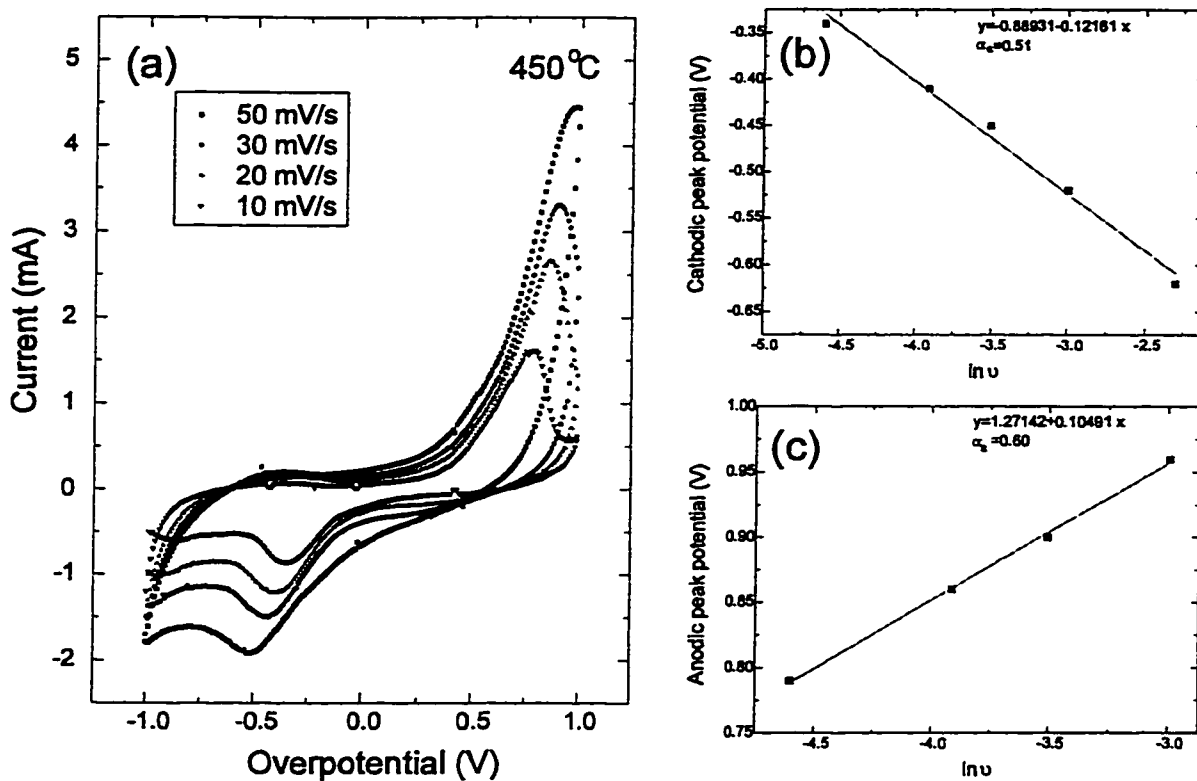 (a)
450°C
50 mV/s
30 mV/s
20 mV/s
10 mV/s
5
4
3
2
1
0
-1
-2
Current (mA)
-1.0 -0.5 0.0 0.5 1.0
Overpotential (V)
(b)
y=-0.88931-0.12161 x
-0.35
-0.40
-0.45
-0.50
-0.55
-0.60
-0.65
Cathodic peak potential (V)
-5.0 -4.5 -4.0 -3.5 -3.0 -2.5
ln υ
(c)
y=1.27142+0.10491 x
1.00
0.95
0.90
0.85
0.80
0.75
Anodic peak potential (V)
-4.5 -4.0 -3.5 -3.0
ln υ